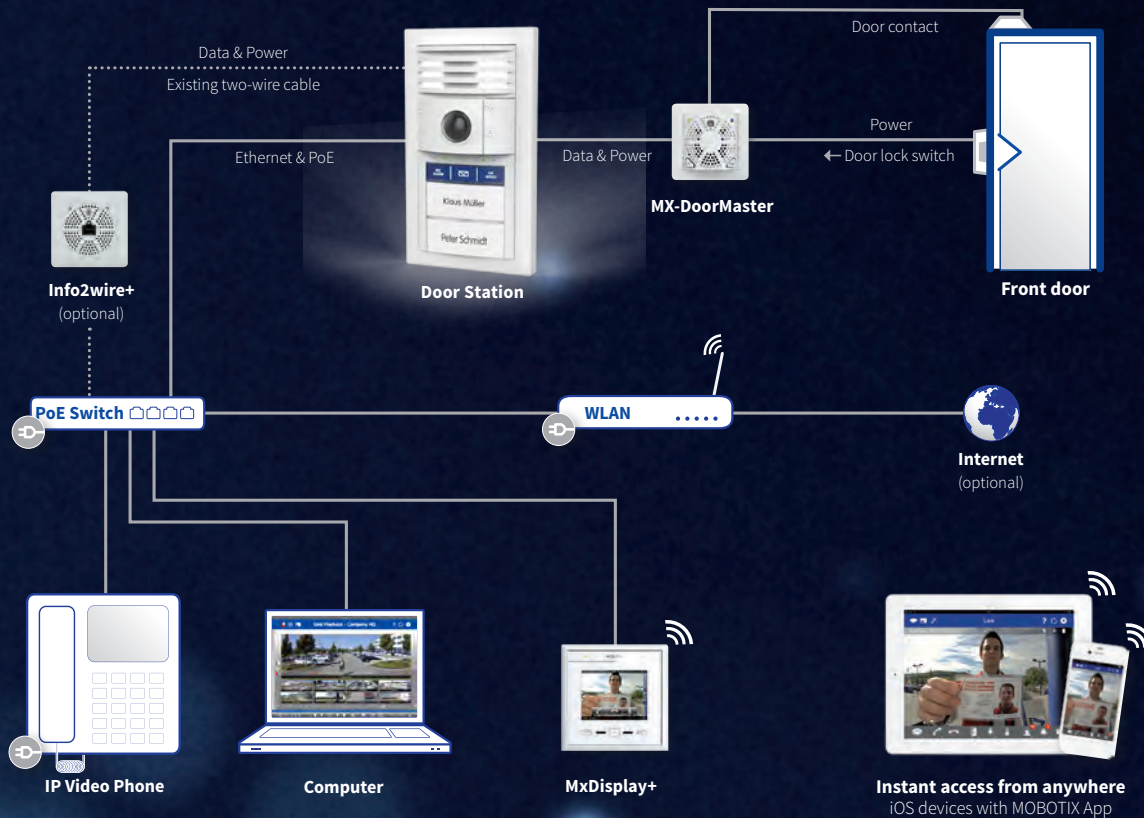 Door contact
Data & Power
Existing two-wire cable
Power
← Door lock switch
Ethernet & PoE
Data & Power
Klaus Müller
Peter Schmidt
MX-DoorMaster
Info2wire+
(optional)
Door Station
Front door
PoE Switch
WLAN
Internet
(optional)
Live
IP Video Phone
Computer
MxDisplay+
Instant access from anywhere
iOS devices with MOBOTIX App